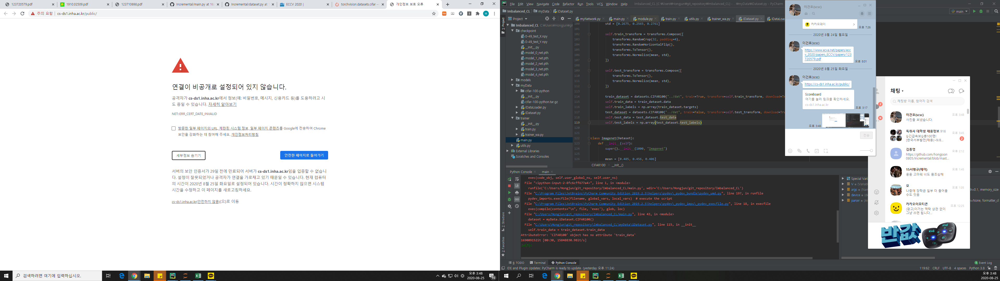 123720579.pdf
1910.02509.pdf
123710698.pdf
Incremental/main.py at 16
Incremental/dataset.py at
ECCV 2020 |
torchvision.datasets.cifar —
개인정보 보호 오류
주의 요함
cs-ds1.inha.ac.kr/public/
연결이 비공개로 설정되어 있지 않습니다.
공격자가 cs-ds1.inha.ac.kr에서 정보(예: 비밀번호, 메시지, 신용카드 등)를 도용하려고 시
도 중일 수 있습니다. 자세히 알아보기
NET::ERR_CERT_DATE_INVALID
방문한 일부 페이지의 URL, 제한된 시스템 정보, 일부 페이지 콘텐츠를 Google에 전송하여 Chrome
보안을 강화하는 데 참여해 주세요. 개인정보처리방침
세부정보 숨기기
안전한 페이지로 돌아가기
서버의 보안 인증서가 29일 전에 만료되어 서버가 cs-ds1.inha.ac.kr임을 입증할 수 없습니
다. 설정이 잘못되었거나 공격자가 연결을 가로채고 있기 때문일 수 있습니다. 현재 컴퓨터
의 시간이 2020년 8월 25일 화요일로 설정되어 있습니다. 시간이 정확하지 않으면 시스템
시간을 수정하고 이 페이지를 새로고침하세요.
cs-ds1.inha.ac.kr(안전하지 않음)(으)로 이동
검색하려면 여기에 입력하십시오.
오후 3:48
2020-08-25
File Edit View Navigate Code Refactor Run Tools VCS Window Help
Imbalanced_CL [C:₩Users₩Hongjun₩git_repository₩Imbalanced_CL] - ...₩myData₩iDataset.py - PyCharm
Imbalanced_CL
myData
iDataset.py
main
Project
myNetwork.py
main.py
module.py
train.py
utils.py
trainer_wa.py
iDataset.py
iDataLoa
1: Project
Imbalanced_CL C:₩Users₩Hongjun₩gi
checkpoint
0-49_test_X.npy
0-49_test_Y.npy
__init__.py
model_0_net.pth
model_1_net.pth
model_2_net.pth
model_3_net.pth
model_4_net.pth
models
myData
cifar-100-python
__init__.py
cifar-100-python.tar.gz
iDataLoader.py
iDataset.py
trainer
__init__.py
train.py
trainer_wa.py
main.py
utils.py
External Libraries
Scratches and Consoles
100 std = [0.2675, 0.2565, 0.2761]
101
102 self.train_transform = transforms.Compose([
103 transforms.RandomCrop(32, padding=4),
104 transforms.RandomHorizontalFlip(),
105 transforms.ToTensor(),
106 transforms.Normalize(mean, std),
107 ])
108
109 self.test_transform = transforms.Compose([
110 transforms.ToTensor(),
111 transforms.Normalize(mean, std),
112 ])
113
114 train_dataset = datasets.CIFAR100("../dat", train=True, transform=self.train_transform, download=T
115 self.train_data = train_dataset.data
116 self.train_labels = np.array(train_dataset.targets)
117 test_dataset = datasets.CIFAR100("../dat", train=False, transform=self.test_transform, download=Tru
118 self.test_data = test_dataset.test_data
119 self.test_labels = np.array(test_dataset.test_labels)
120
121
122 class Imagenet(Dataset):
123 def __init__(self):
124 super().__init__(1000, "Imagenet")
125
126 mean = [0.485, 0.456, 0.406]
CIFAR100 › __init__()
Python Console
main
exec(code_obj, self.user_global_ns, self.user_ns)
File "<ipython-input-2-8fc6cff677a4>", line 1, in <module>
runfile('C:/Users/Hongjun/git_repository/Imbalanced_CL/main.py', wdir='C:/Users/Hongjun/git_repository/Imbalanced_CL')
File "C:\Program Files\JetBrains\PyCharm Community Edition 2019.2.5\helpers\pydev\_pydev_bundle\pydev_umd.py", line 197, in runfile
pydev_imports.execfile(filename, global_vars, local_vars) # execute the script
File "C:\Program Files\JetBrains\PyCharm Community Edition 2019.2.5\helpers\pydev\_pydev_imps\_pydev_execfile.py", line 18, in execfile
exec(compile(contents+"\n", file, 'exec'), glob, loc)
File "C:/Users/Hongjun/git_repository/Imbalanced_CL/main.py", line 43, in <module>
dataset = myData.iDataset.CIFAR100()
File "C:\Users\Hongjun\git_repository\Imbalanced_CL\myData\iDataset.py", line 115, in __init__
self.train_data = train_dataset.train_data
AttributeError: 'CIFAR100' object has no attribute 'train_data'
169009152it [00:30, 15848830.98it/s]
In[3]:
Special Varia
V = {Variabl
args = {Nam
lr=0.1, memory_size
device = {de
parser = {Ar
n=None, formatter_cl
7: Structure
2: Favorites
6: TODO
Terminal
Python Console
Event Log
IDE and Plugin Updates: PyCharm is ready to update. (yesterday 오후 11:24)
119:62 CRLF UTF-8 4 spaces Python 3.8
이건호(scsc)
카카오페이
오후 7:26
2020년 8월 24일 월요일
이건호(scsc)
https://www.ecva.net/papers/ecc
v_2020/papers_ECCV/papers/123
720579.pdf
오후 8:01
2020년 8월 25일 화요일
이건호(scsc)
https://cs-ds1.inha.ac.kr/public/
Scoreboard
여기를 눌러 링크를 확인하세요.
cs-ds1.inha.ac.kr
오후 3:17
오후 3:48
전송
채팅
채팅방 이름, 참여자 검색
이건호(scsc)
오후 3:48
사진을 보냈습니다.
독취사 대학생 채용정보 916
오후 3:45
[한국서부발전]채용(~9/8...
2
김종영
오후 2:12
https://github.com/hongjoon
0805/Incremental/blob/mast...
15서병규(에어)
오후 1:45
웅웅 고마워 너도 몸조심해
모
오후 1:05
나중에 장학금 일부 더 들어올
수도 잇음
카카오이모티콘
오후 12:25
(광고)이거는 맥락 상관 없이
그냥 쓰면 됩니다...
반값
Klug
Klug
오후 3:48
2020-08-25